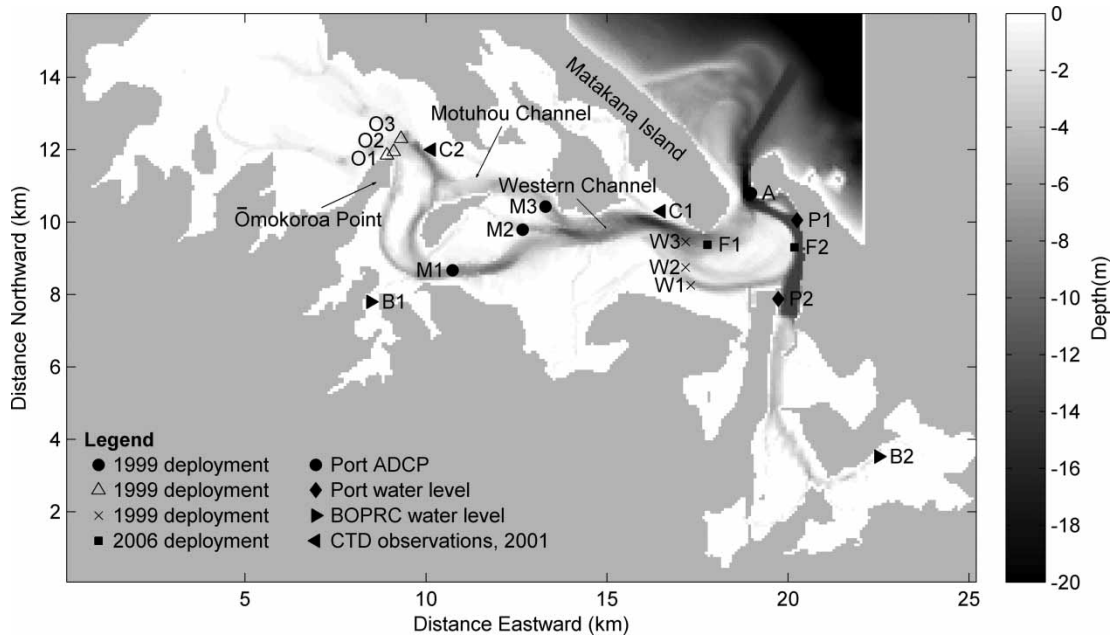 14
12
10
8
6
4
2
Distance Northward (km)
5
10
15
20
25
Distance Eastward (km)
Matakana Island
Motuhou Channel
Western Channel
Ōmokoroa Point
O3
O2
O1
C2
C1
M3
M2
M1
W3
W2
W1
F1
F2
A
P1
P2
B1
B2
Legend
1999 deployment
1999 deployment
1999 deployment
2006 deployment
Port ADCP
Port water level
BOPRC water level
CTD observations, 2001
0
-2
-4
-6
-8
-10
-12
-14
-16
-18
-20
Depth(m)